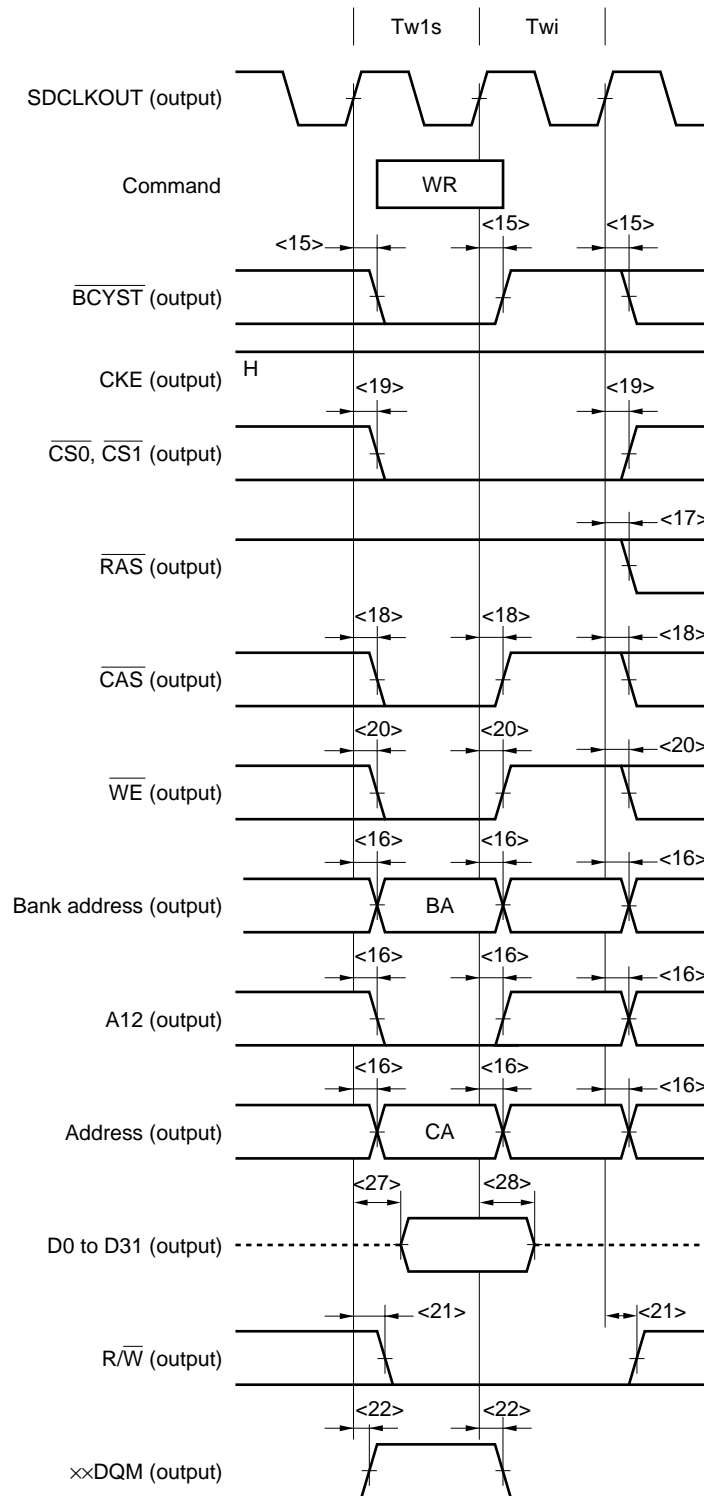 Tw1s Twi
SDCLKOUT (output)
Command WR
<15> <15> <15>
BCYST (output)
CKE (output) H
<19> <19>
CS0, CS1 (output)
<17>
RAS (output)
<18> <18> <18>
CAS (output)
<20> <20> <20>
WE (output)
<16> <16> <16>
Bank address (output) BA
<16> <16> <16>
A12 (output)
<16> <16> <16>
Address (output) CA
<27> <28>
D0 to D31 (output)
<21> <21>
R/W (output)
<22> <22>
××DQM (output)